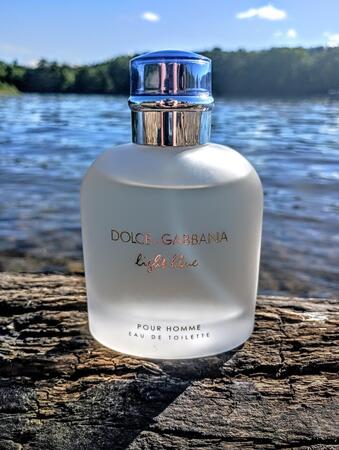 DOLCE & GABBANA
light blue
POUR HOMME
EAU DE TOILETTE